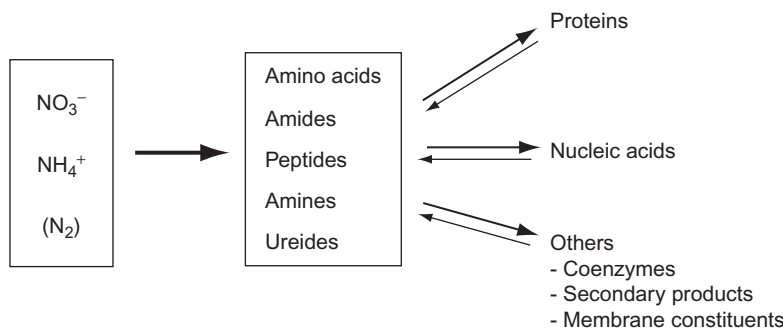 NO₃⁻
NH₄⁺
(N₂)
Amino acids
Amides
Peptides
Amines
Ureides
Proteins
Nucleic acids
Others
- Coenzymes
- Secondary products
- Membrane constituents